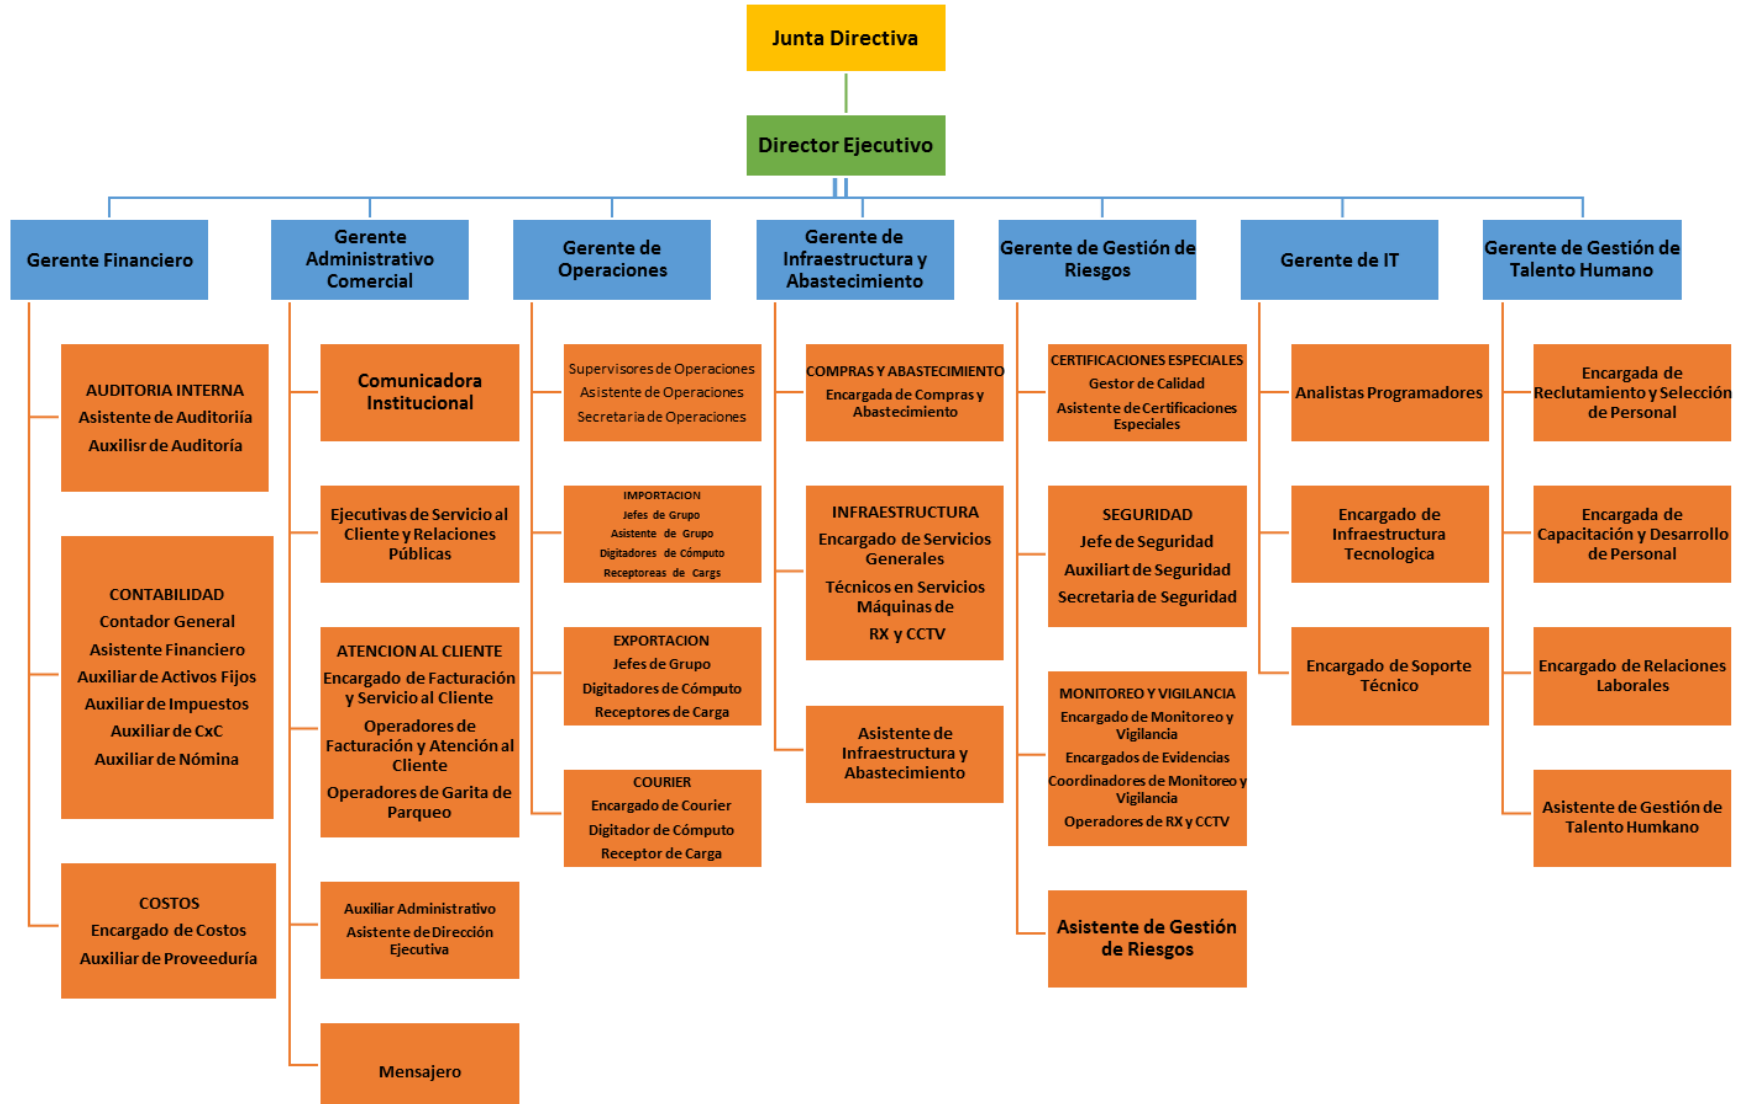 Junta Directiva
Director Ejecutivo
Gerente Financiero
Gerente
Administrativo
Comercial
Gerente de
Operaciones
Gerente de
Infraestructura y
Abastecimiento
Gerente de Gestión de
Riesgos
Gerente de IT
Gerente de Gestión de
Talento Humano
AUDITORIA INTERNA
Asistente de Auditoriía
Auxilisr de Auditoría
CONTABILIDAD
Contador General
Asistente Financiero
Auxiliar de Activos Fijos
Auxiliar de Impuestos
Auxiliar de CxC
Auxiliar de Nómina
COSTOS
Encargado de Costos
Auxiliar de Proveeduría
Comunicadora
Institucional
Ejecutivas de Servicio al
Cliente y Relaciones
Públicas
ATENCION AL CLIENTE
Encargado de Facturación
y Servicio al Cliente
Operadores de
Facturación y Atención al
Cliente
Operadores de Garita de
Parqueo
Auxiliar Administrativo
Asistente de Dirección
Ejecutiva
Mensajero
Supervisores de Operaciones
Asistente de Operaciones
Secretaria de Operaciones
IMPORTACION
Jefes de Grupo
Asistente de Grupo
Digitadores de Cómputo
Receptoreas de Cargs
EXPORTACION
Jefes de Grupo
Digitadores de Cómputo
Receptores de Carga
COURIER
Encargado de Courier
Digitador de Cómputo
Receptor de Carga
COMPRAS Y ABASTECIMIENTO
Encargada de Compras y
Abastecimiento
INFRAESTRUCTURA
Encargado de Servicios
Generales
Técnicos en Servicios
Máquinas de
RX y CCTV
Asistente de
Infraestructura y
Abastecimiento
CERTIFICACIONES ESPECIALES
Gestor de Calidad
Asistente de Certificaciones
Especiales
SEGURIDAD
Jefe de Seguridad
Auxiliart de Seguridad
Secretaria de Seguridad
MONITOREO Y VIGILANCIA
Encargado de Monitoreo y
Vigilancia
Encargados de Evidencias
Coordinadores de Monitoreo y
Vigilancia
Operadores de RX y CCTV
Asistente de Gestión
de Riesgos
Analistas Programadores
Encargado de
Infraestructura
Tecnologica
Encargado de Soporte
Técnico
Encargada de
Reclutamiento y Selección
de Personal
Encargada de
Capacitación y Desarrollo
de Personal
Encargado de Relaciones
Laborales
Asistente de Gestión de
Talento Humkano